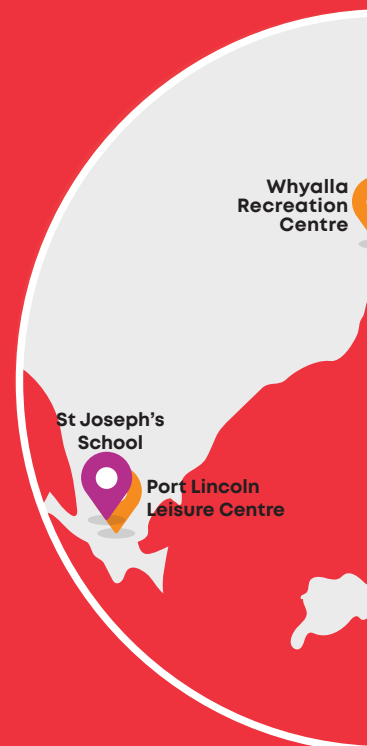 Whyalla
Recreation
Centre
St Joseph's
School
Port Lincoln
Leisure Centre